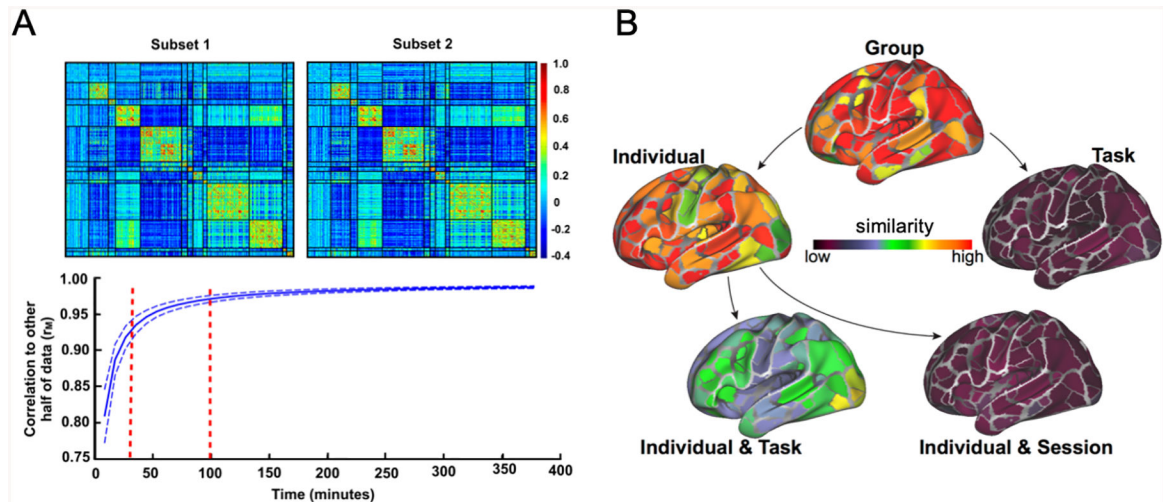 A
Subset 1
Subset 2
1.0
0.8
0.6
0.4
0.2
0
-0.2
-0.4
Correlation to other
half of data (rM)
1.00
0.95
0.90
0.85
0.80
0.75
0
50
100
150
200
250
300
350
400
Time (minutes)
B
Group
Individual
Task
similarity
low
high
Individual & Task
Individual & Session